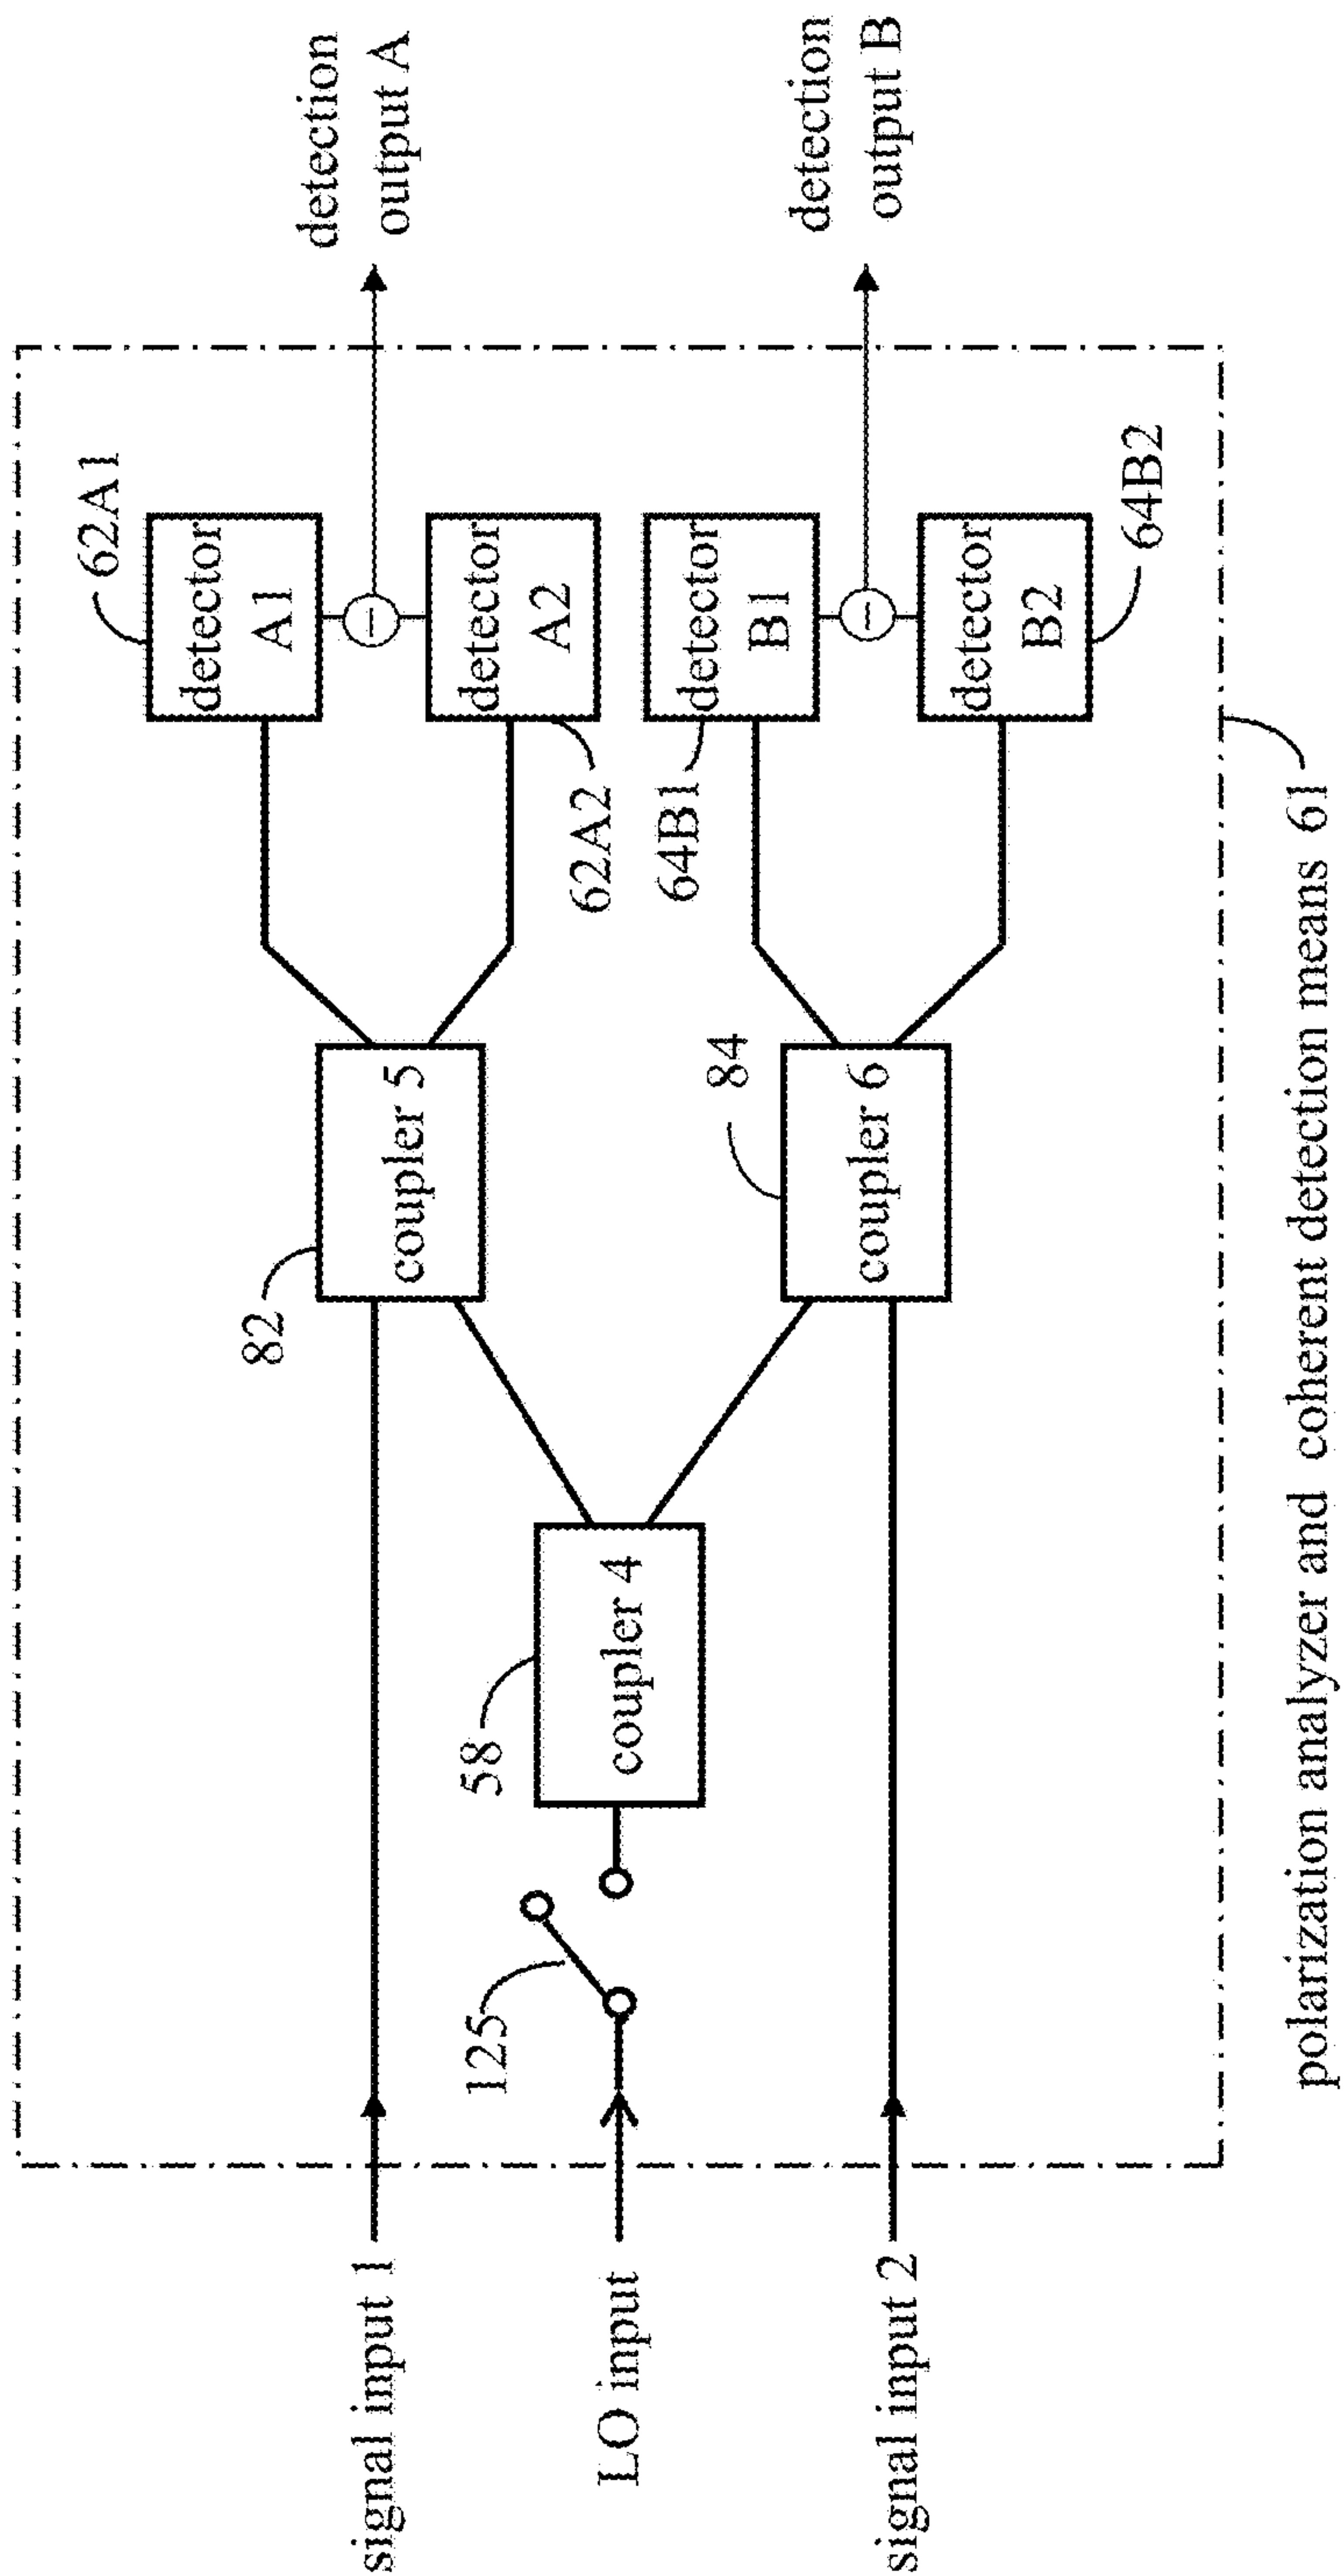 signal input 1
LO input
signal input 2
125
58
coupler 4
82
coupler 5
84
coupler 6
62A1
detector
A1
detector
A2
62A2
64B1
detector
B1
detector
B2
64B2
detection
output A
detection
output B
polarization analyzer and coherent detection means 61